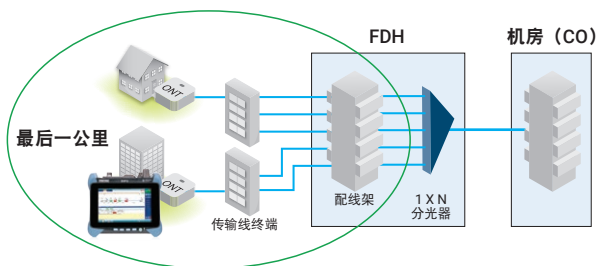 FDH
机房（CO）
ONT
最后一公里
ONT
传输线终端
配线架
1 X N
分光器